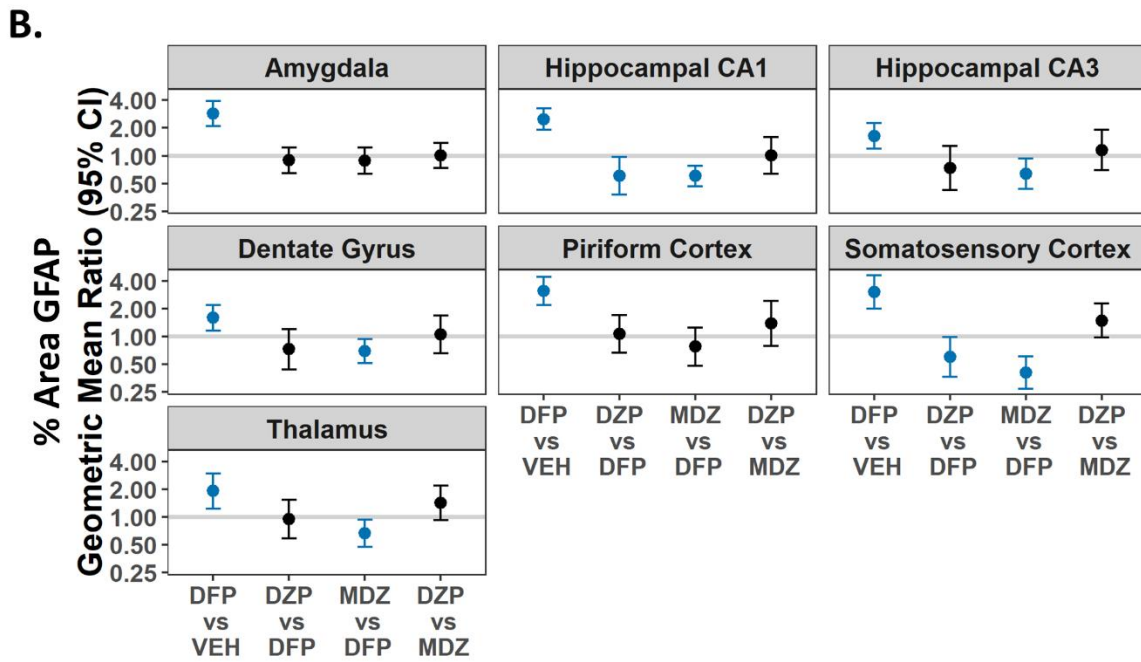 B.
% Area GFAP
Geometric Mean Ratio (95% CI)
Amygdala
4.00
2.00
1.00
0.50
0.25
Hippocampal CA1
Hippocampal CA3
Dentate Gyrus
4.00
2.00
1.00
0.50
0.25
Piriform Cortex
DFP vs VEH
DZP vs DFP
MDZ vs DFP
DZP vs MDZ
Somatosensory Cortex
DFP vs VEH
DZP vs DFP
MDZ vs DFP
DZP vs MDZ
Thalamus
4.00
2.00
1.00
0.50
0.25
DFP vs VEH
DZP vs DFP
MDZ vs DFP
DZP vs MDZ